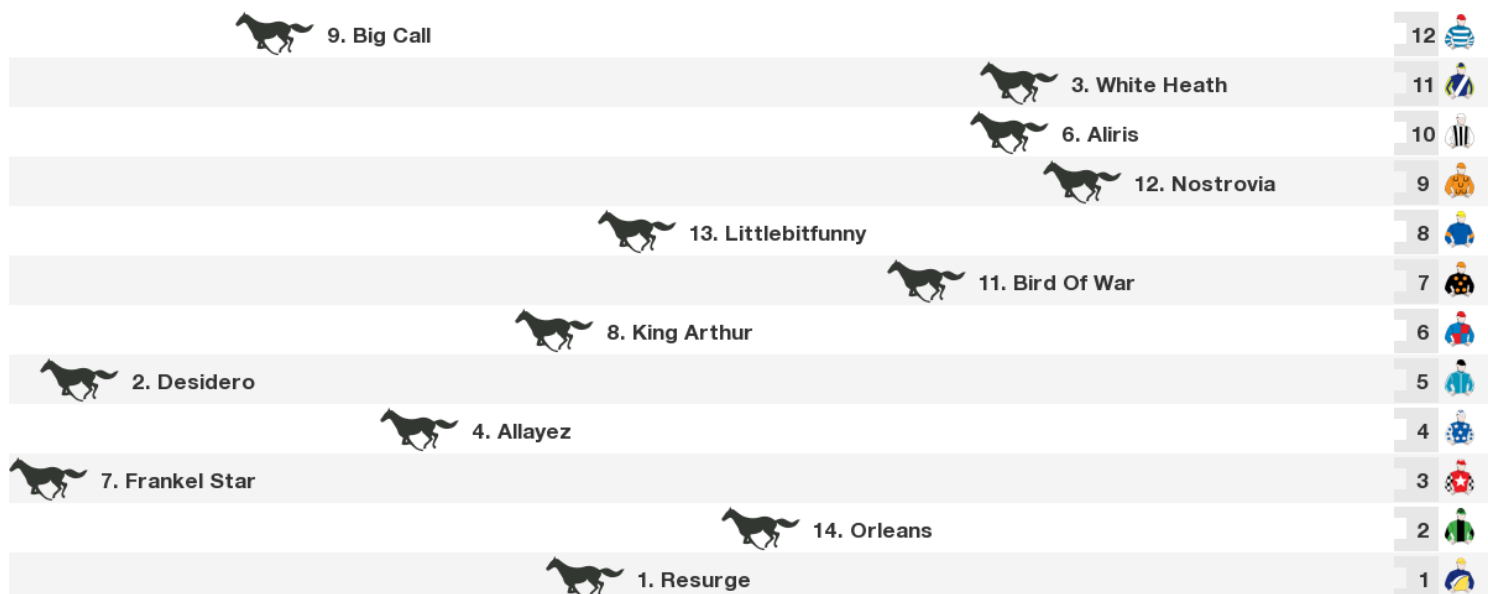 9. Big Call 12
3. White Heath 11
6. Aliris 10
12. Nostrovia 9
13. Littlebitfunny 8
11. Bird Of War 7
8. King Arthur 6
2. Desidero 5
4. Allayez 4
7. Frankel Star 3
14. Orleans 2
1. Resurge 1